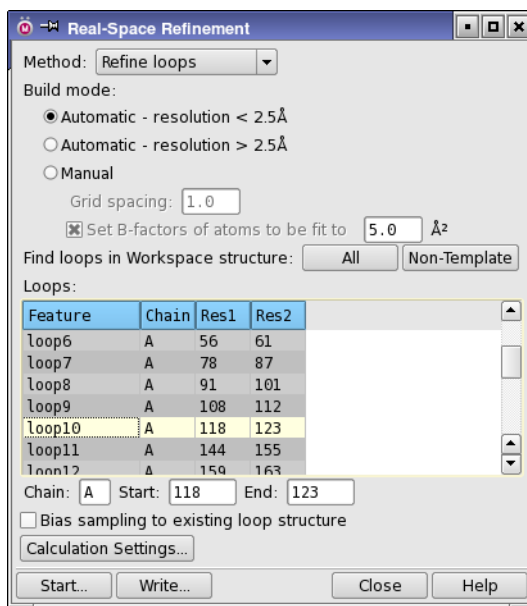 Real-Space Refinement
Method: Refine loops
Build mode:
Automatic - resolution < 2.5Å
Automatic - resolution > 2.5Å
Manual
Grid spacing: 1.0
Set B-factors of atoms to be fit to 5.0 Å²
Find loops in Workspace structure: All Non-Template
Loops:
Feature Chain Res1 Res2
loop6 A 56 61
loop7 A 78 87
loop8 A 91 101
loop9 A 108 112
loop10 A 118 123
loop11 A 144 155
loop12 A 159 163
Chain: A Start: 118 End: 123
Bias sampling to existing loop structure
Calculation Settings...
Start... Write... Close Help